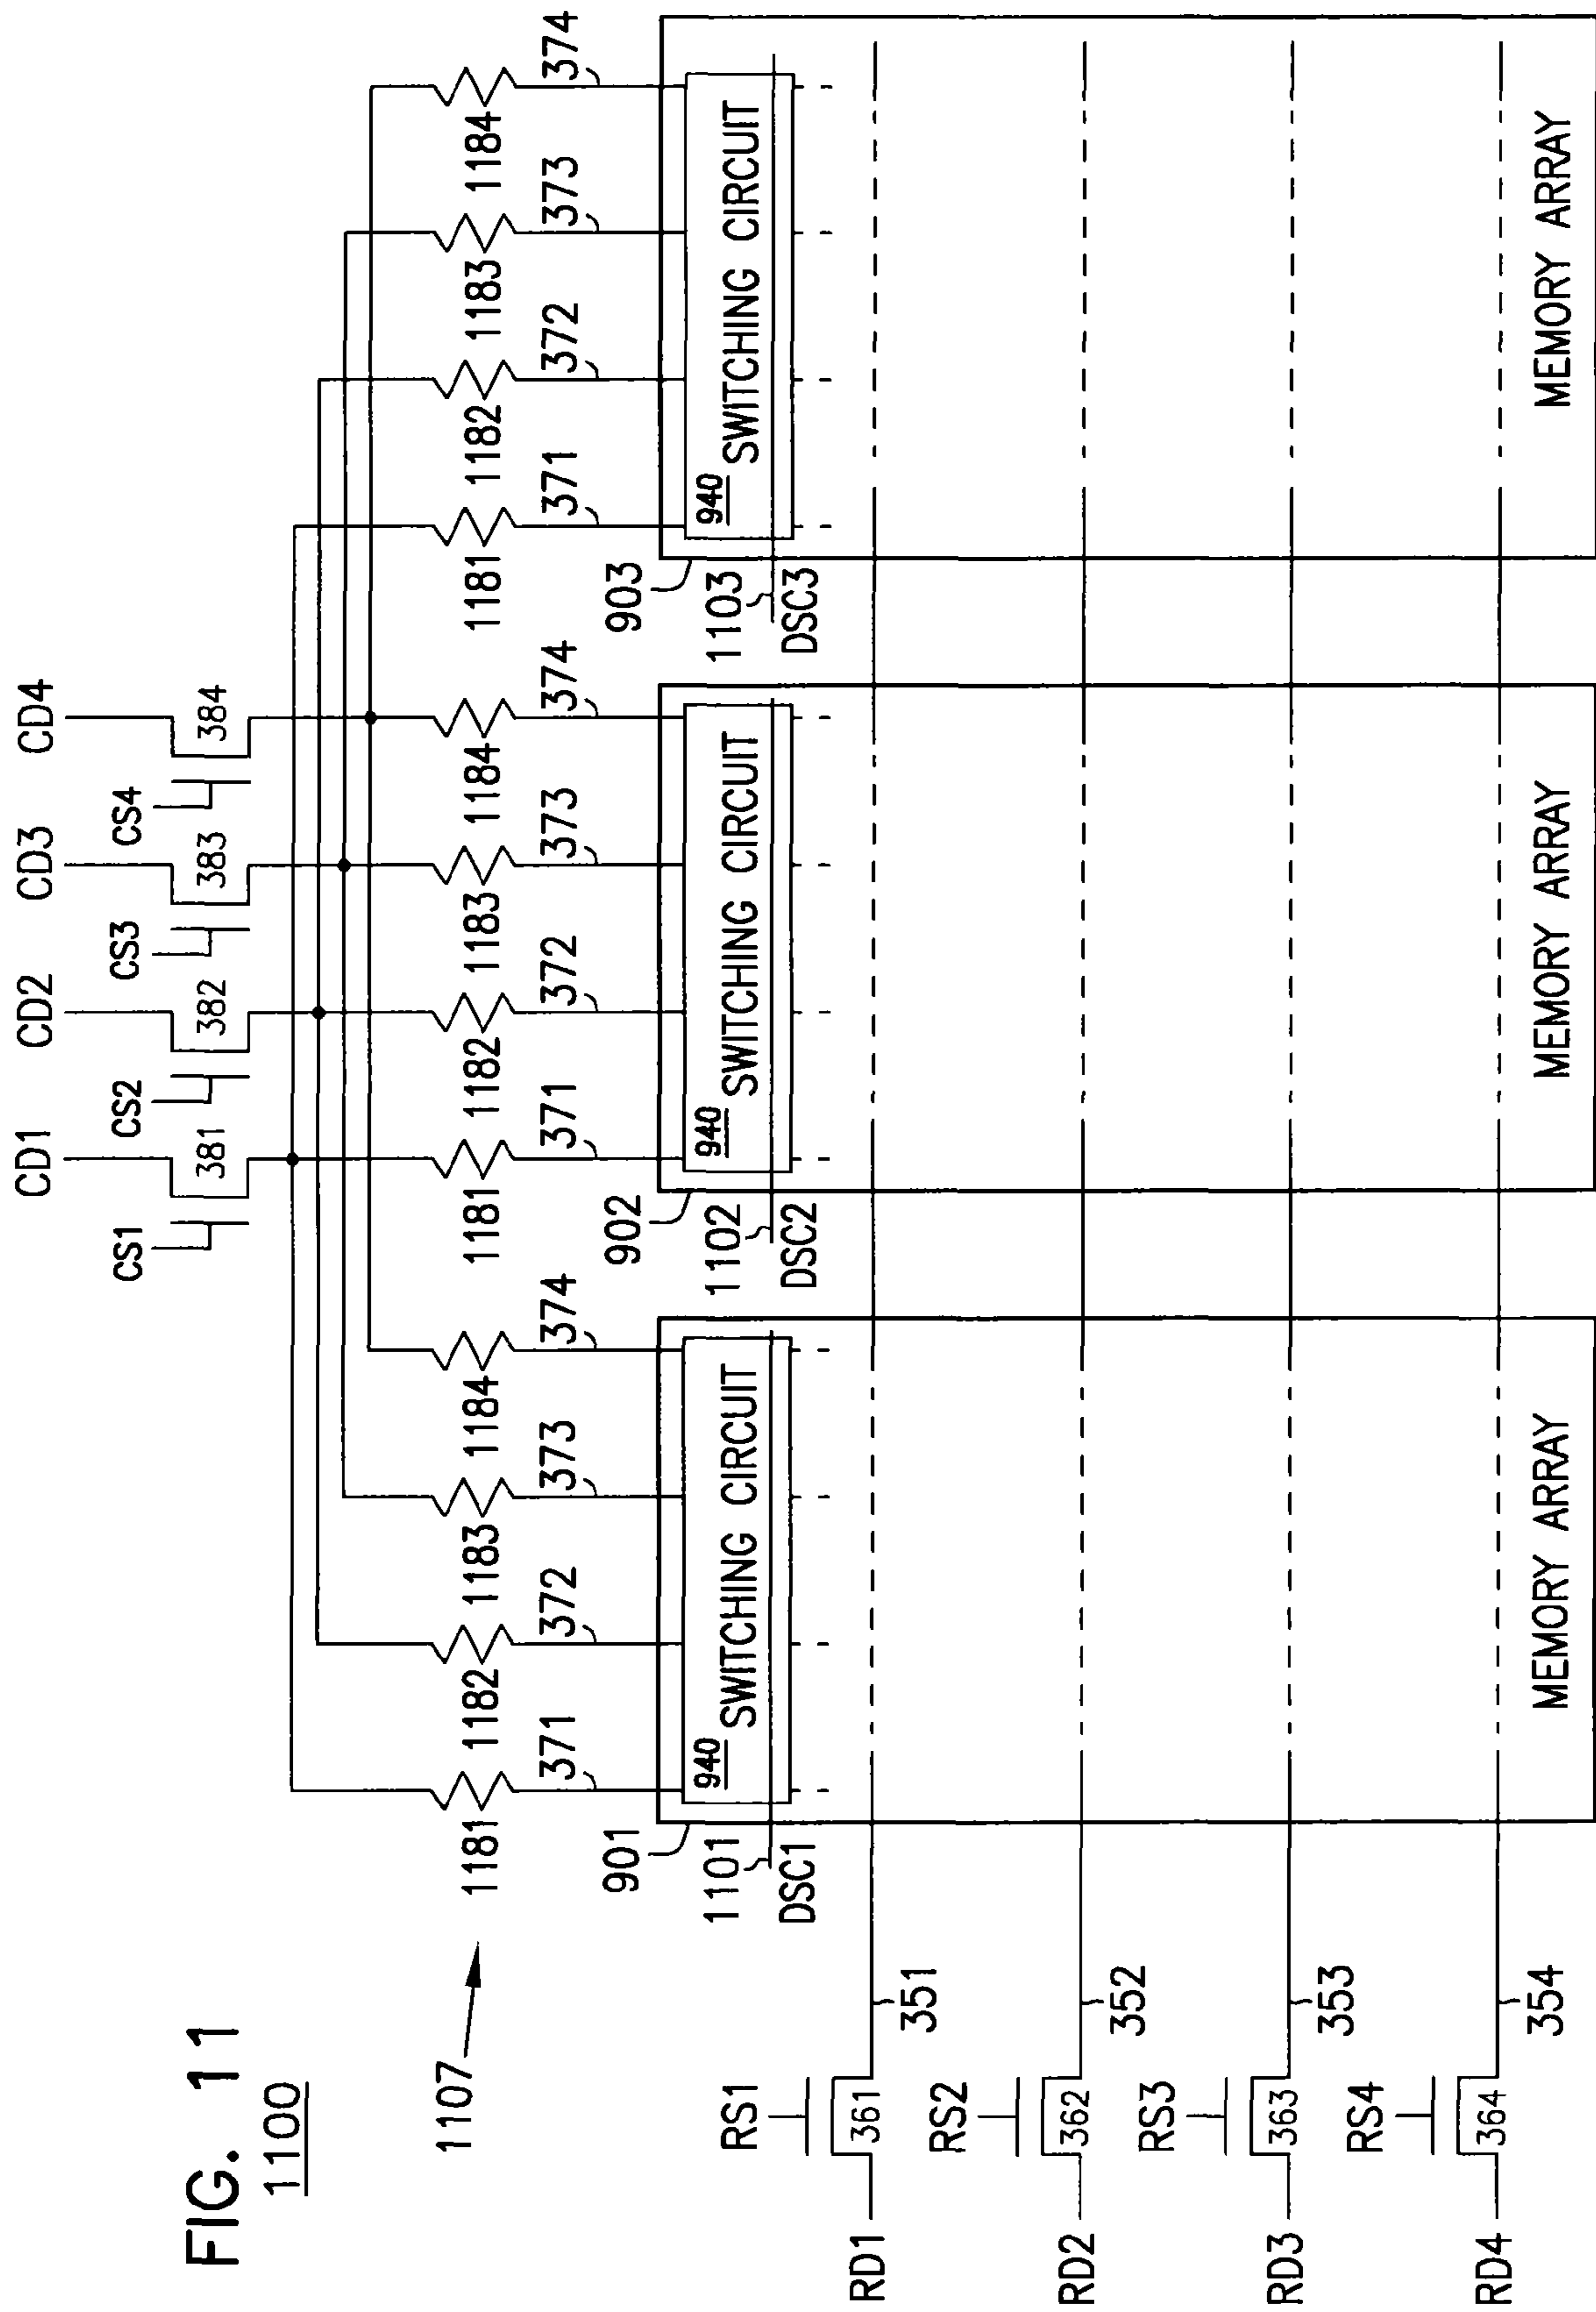 FIG. 11
1100
CD1 CD2 CD3 CD4
CS1 CS2 CS3 CS4
381 382 383 384
1107
1181 1182 1183 1184 1181 1182 1183 1184 1181 1182 1183 1184
371 372 373 374 371 372 373 374 371 372 373 374
901 902 903
940 940 940
SWITCHING CIRCUIT SWITCHING CIRCUIT SWITCHING CIRCUIT
1101 1102 1103
DSC1 DSC2 DSC3
RS1
361
RD1
351
RS2
362
RD2
352
RS3
363
RD3
353
RS4
364
RD4
354
MEMORY ARRAY MEMORY ARRAY MEMORY ARRAY